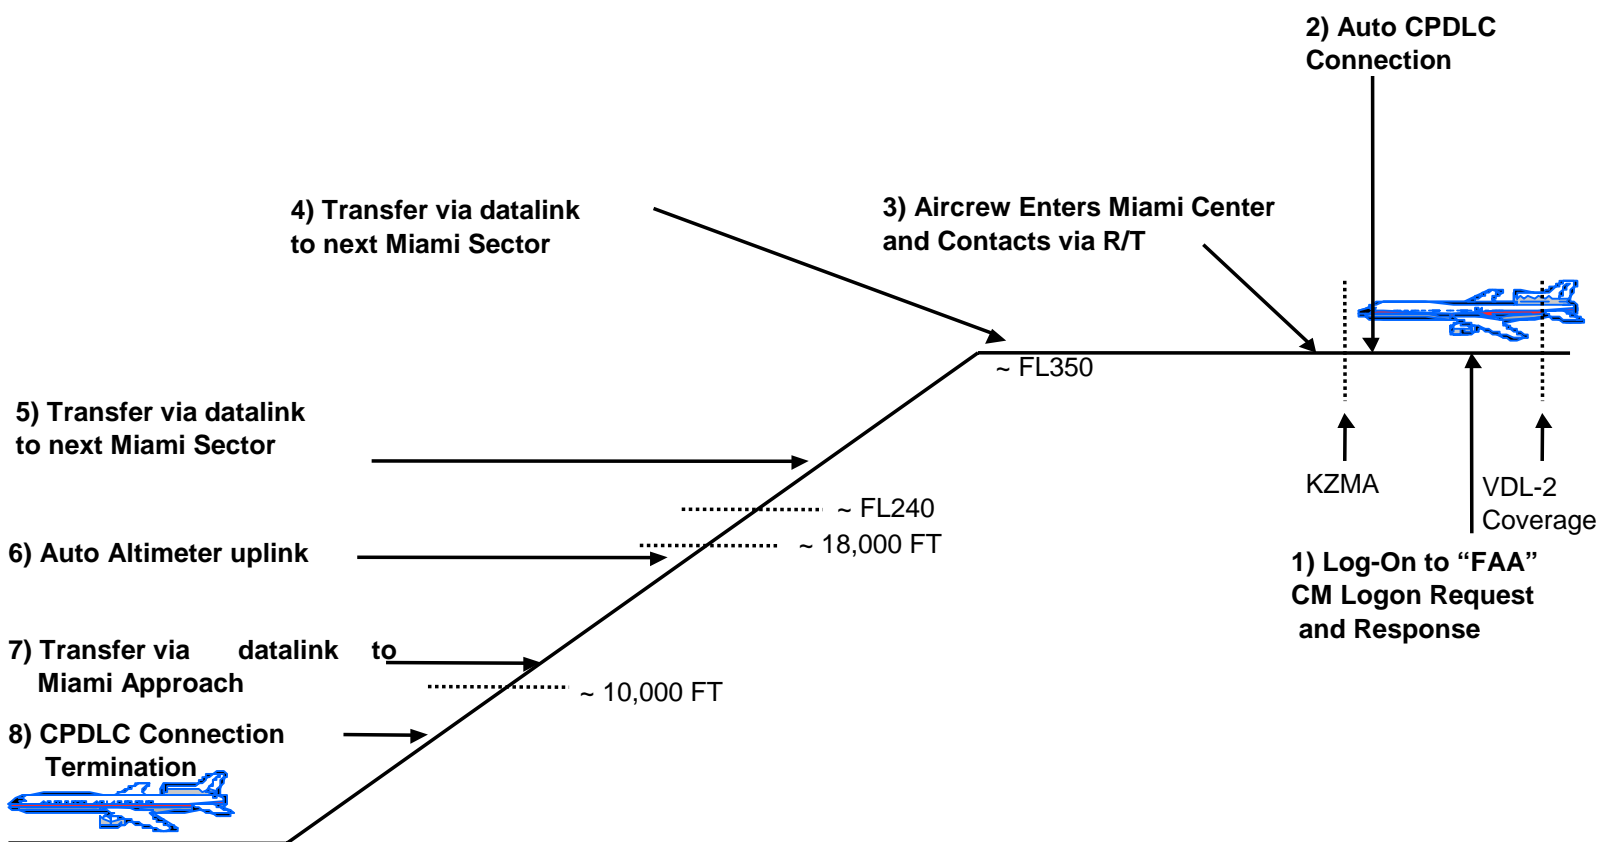 2) Auto CPDLC
Connection
4) Transfer via datalink
to next Miami Sector
3) Aircrew Enters Miami Center
and Contacts via R/T
~ FL350
5) Transfer via datalink
to next Miami Sector
KZMA
VDL-2
Coverage
~ FL240
~ 18,000 FT
6) Auto Altimeter uplink
1) Log-On to “FAA”
CM Logon Request
and Response
7) Transfer via datalink to
Miami Approach
~ 10,000 FT
8) CPDLC Connection
Termination